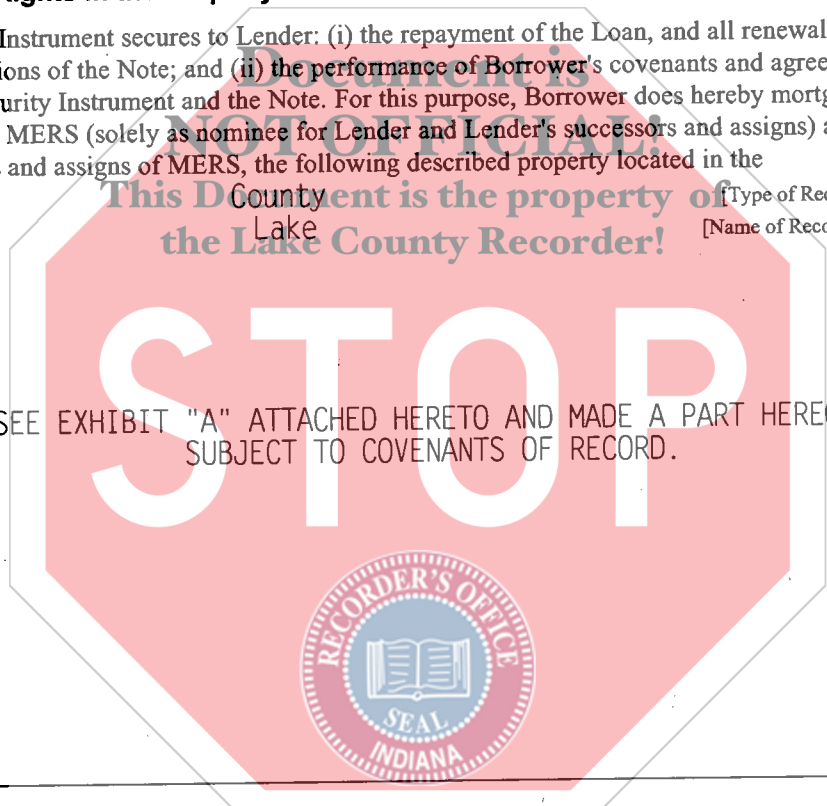 Instrument secures to Lender: (i) the repayment of the Loan, and all renewal
ions of the Note; and (ii) the performance of Borrower's covenants and agree
urity Instrument and the Note. For this purpose, Borrower does hereby mortg
MERS (solely as nominee for Lender and Lender's successors and assigns) a
and assigns of MERS, the following described property located in the
County [Type of Rec
Lake [Name of Reco
Document is
NOT OFFICIAL!
This Document is the property of
the Lake County Recorder!
STOP
SEE EXHIBIT "A" ATTACHED HERETO AND MADE A PART HERE
SUBJECT TO COVENANTS OF RECORD.
RECORDER'S OFFICE
SEAL
INDIANA